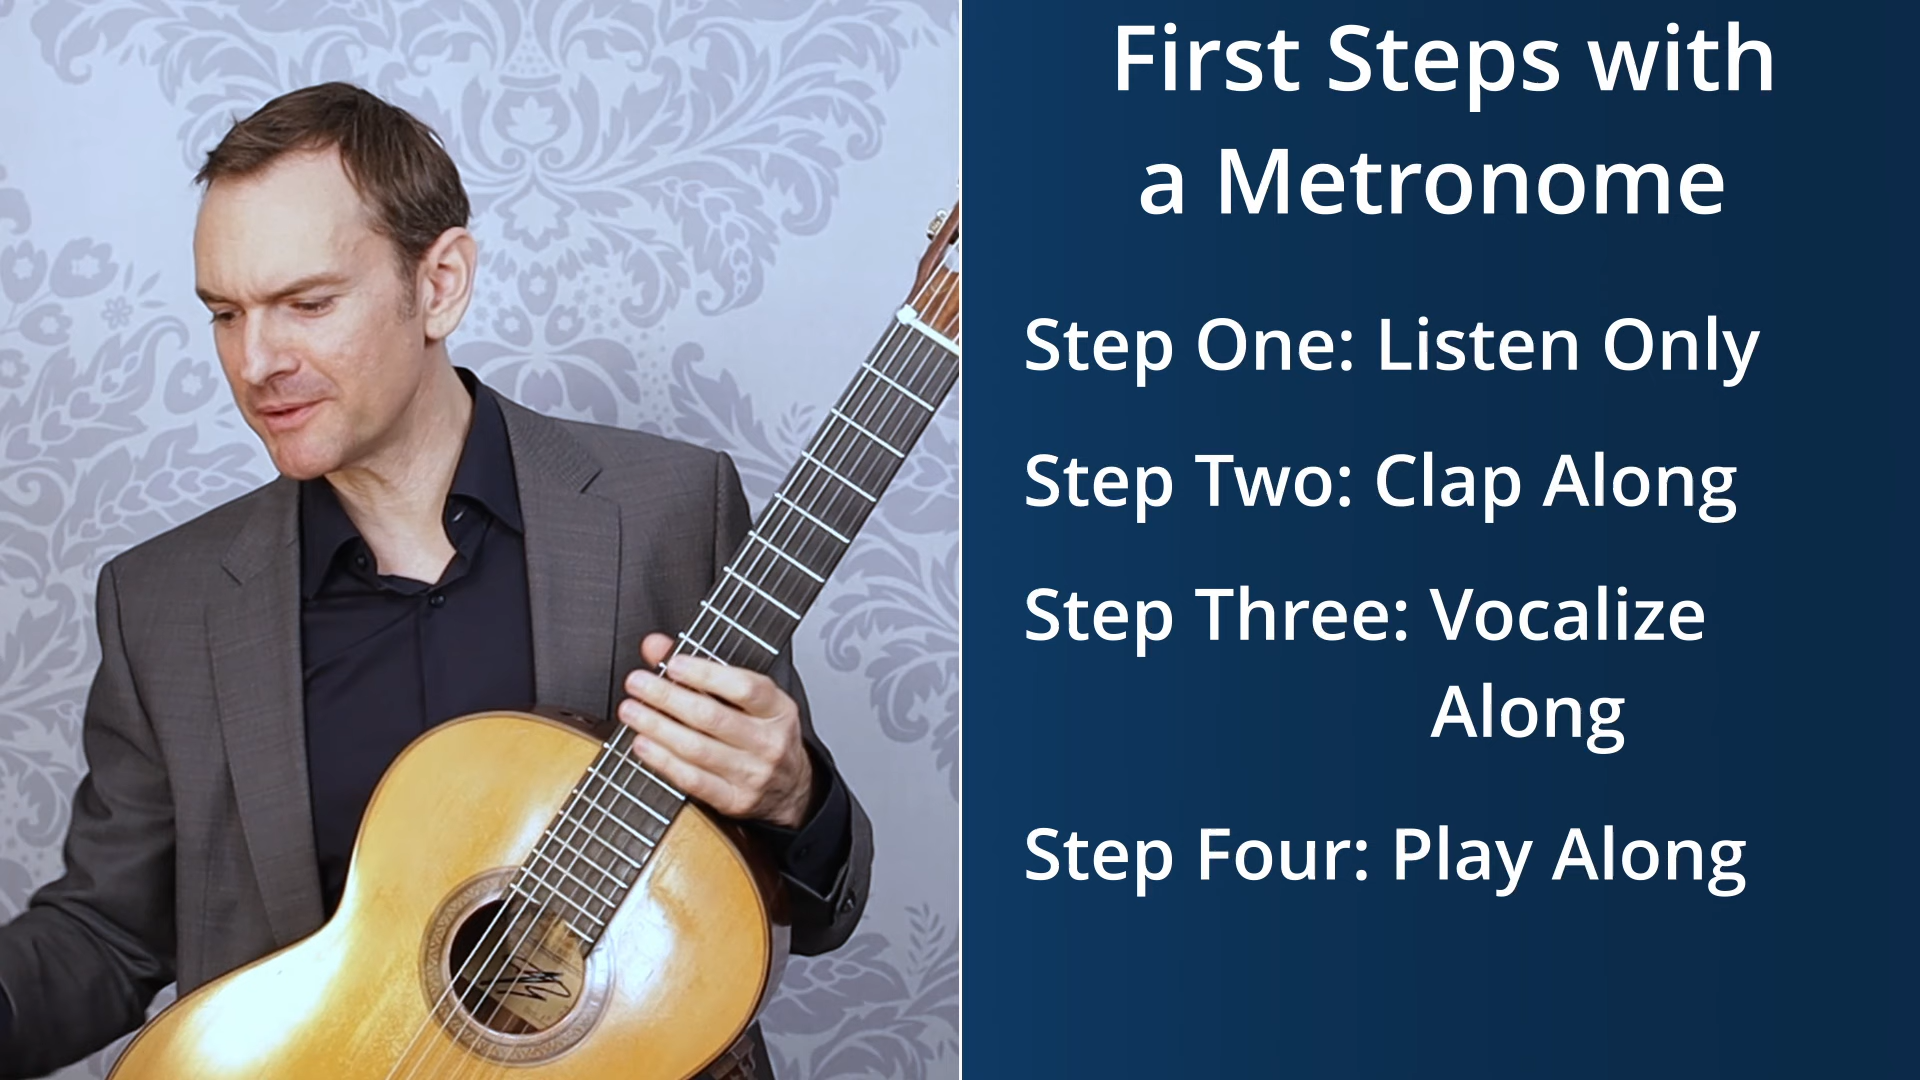 First Steps with
a Metronome
Step One: Listen Only
Step Two: Clap Along
Step Three: Vocalize
Along
Step Four: Play Along